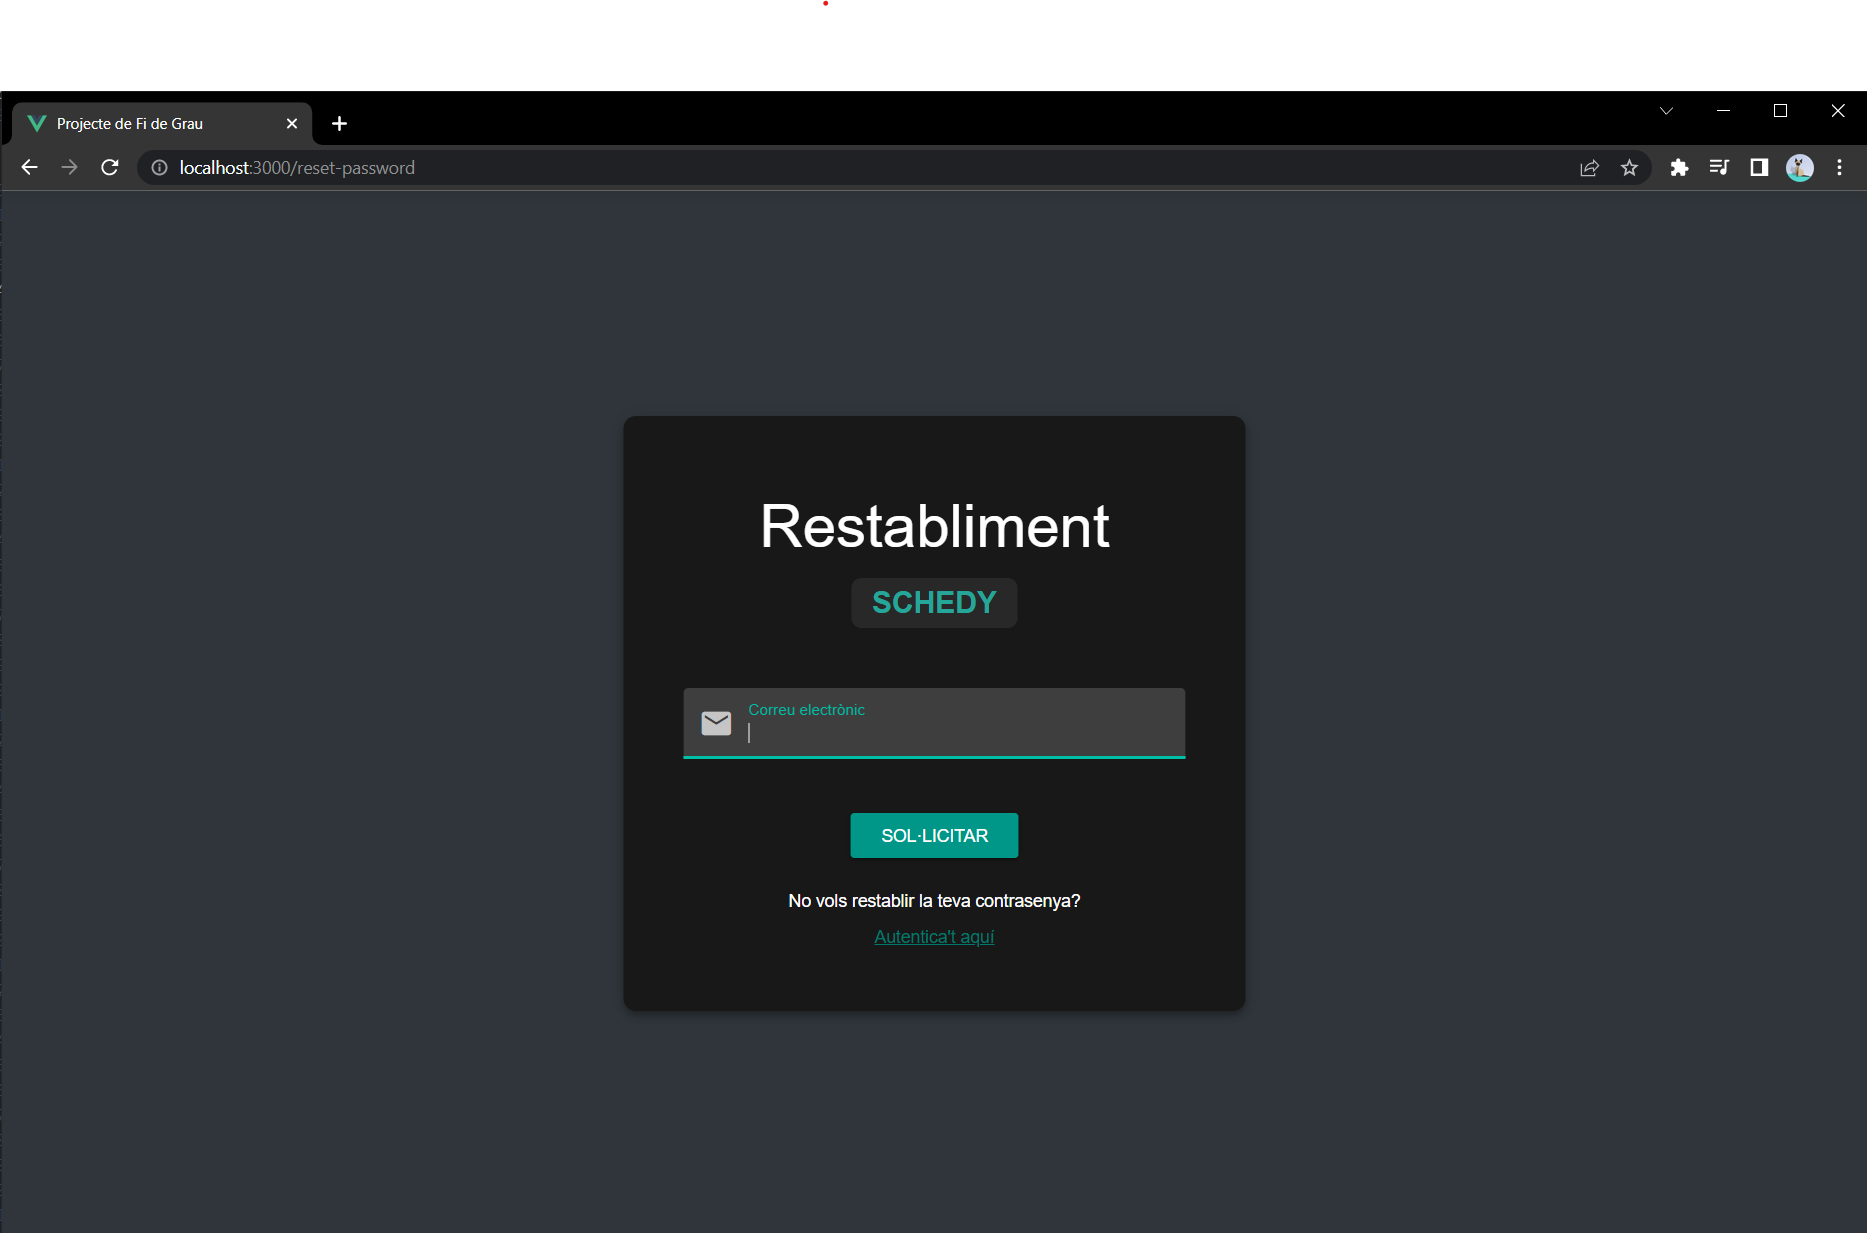 Projecte de Fi de Grau
localhost:3000/reset-password
Restabliment
SCHEDY
Correu electrònic
SOL·LICITAR
No vols restablir la teva contrasenya?
Autentica't aquí